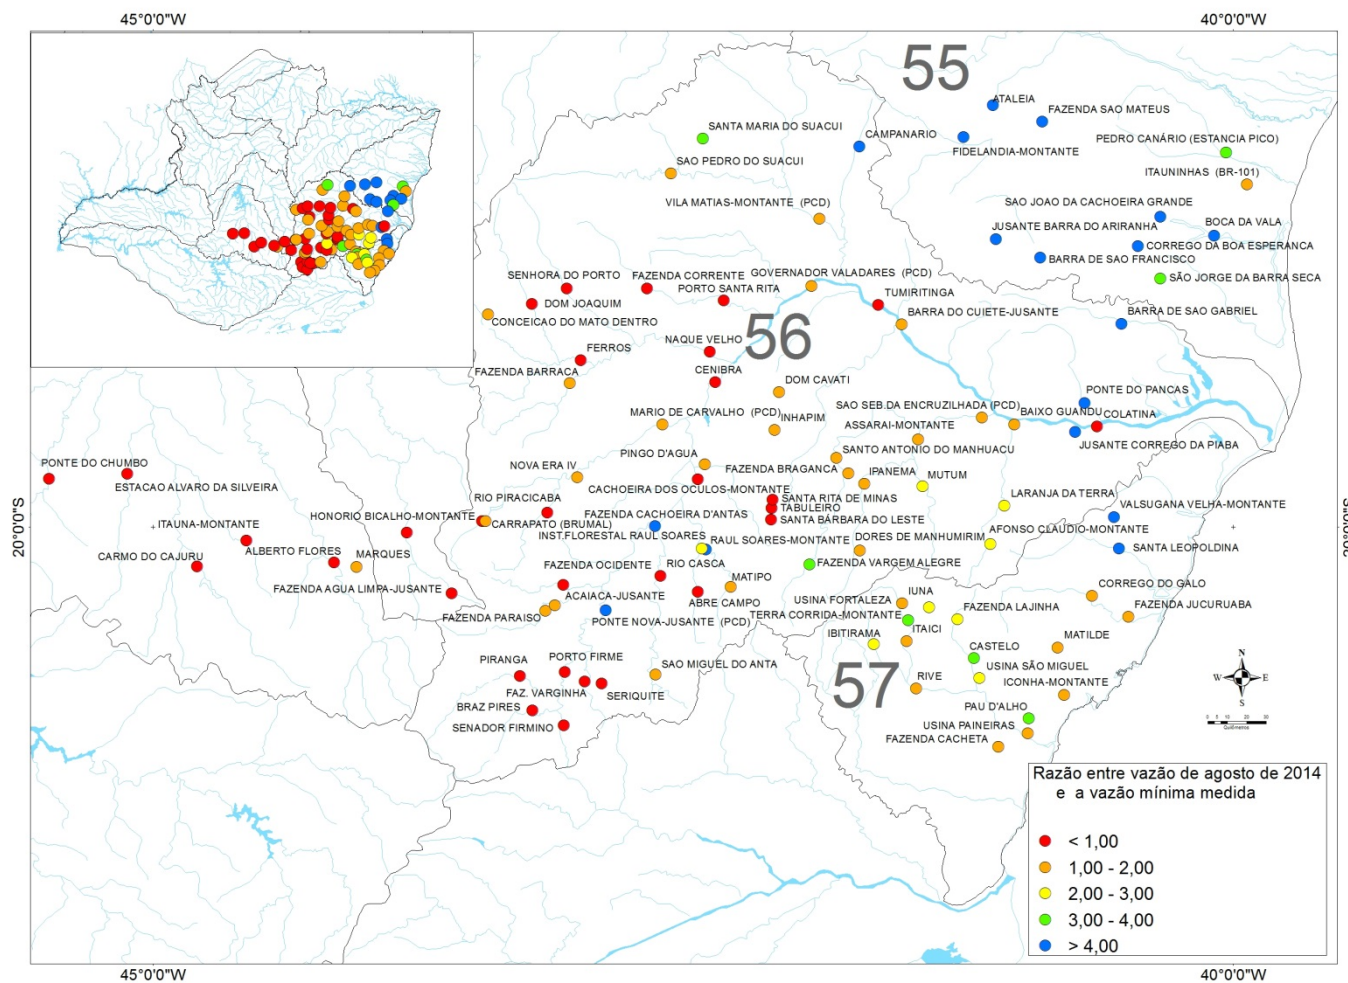 45°0'0"W
40°0'0"W
55
ATALEIA
FAZENDA SAO MATEUS
SANTA MARIA DO SUACUI
CAMPANARIO
FIDELANDIA-MONTANTE
PEDRO CANÁRIO (ESTANCIA PICO)
SAO PEDRO DO SUACUI
ITAUNINHAS (BR-101)
VILA MATIAS-MONTANTE (PCD)
SAO JOAO DA CACHOEIRA GRANDE
JUSANTE BARRA DO ARIRANHA
BOCA DA VALA
CORREGO DA BOA ESPERANCA
BARRA DE SAO FRANCISCO
SENHORA DO PORTO
FAZENDA CORRENTE
GOVERNADOR VALADARES (PCD)
SÃO JORGE DA BARRA SECA
PORTO SANTA RITA
TUMIRITINGA
DOM JOAQUIM
BARRA DO CUIETE-JUSANTE
BARRA DE SAO GABRIEL
CONCEICAO DO MATO DENTRO
56
FERROS
NAQUE VELHO
FAZENDA BARRACA
CENIBRA
DOM CAVATI
PONTE DO PANCAS
MARIO DE CARVALHO (PCD)
INHAPIM
SAO SEB.DA ENCRUZILHADA (PCD)
BAIXO GUANDU
COLATINA
ASSARAI-MONTANTE
JUSANTE CORREGO DA PIABA
PINGO D'AGUA
SANTO ANTONIO DO MANHUACU
NOVA ERA IV
FAZENDA BRAGANCA
IPANEMA
MUTUM
PONTE DO CHUMBO
ESTACAO ALVARO DA SILVEIRA
CACHOEIRA DOS OCULOS-MONTANTE
RIO PIRACICABA
SANTA RITA DE MINAS
LARANJA DA TERRA
TABULEIRO
VALSUGANA VELHA-MONTANTE
HONORIO BICALHO-MONTANTE
FAZENDA CACHOEIRA D'ANTAS
SANTA BÁRBARA DO LESTE
CARRAPATO (BRUMAL)
AFONSO CLAUDIO-MONTANTE
20°0'0"S
20°0'0"S
ITAUNA-MONTANTE
INST.FLORESTAL RAUL SOARES
RAUL SOARES-MONTANTE
DORES DE MANHUMIRIM
SANTA LEOPOLDINA
CARMO DO CAJURU
ALBERTO FLORES
MARQUES
FAZENDA OCIDENTE
RIO CASCA
FAZENDA VARGEM ALEGRE
MATIPO
FAZENDA AGUA LIMPA-JUSANTE
ACAIACA-JUSANTE
ABRE CAMPO
USINA FORTALEZA
IUNA
CORREGO DO GALO
FAZENDA PARAISO
PONTE NOVA-JUSANTE (PCD)
TERRA CORRIDA-MONTANTE
FAZENDA LAJINHA
FAZENDA JUCURUABA
IBITIRAMA
ITAICI
CASTELO
MATILDE
PIRANGA
PORTO FIRME
SAO MIGUEL DO ANTA
57
USINA SÃO MIGUEL
RIVE
ICONHA-MONTANTE
FAZ. VARGINHA
SERIQUITE
BRAZ PIRES
PAU D'ALHO
SENADOR FIRMINO
USINA PAINEIRAS
FAZENDA CACHETA
N
W
E
S
Razão entre vazão de agosto de 2014
e a vazão mínima medida
< 1,00
1,00 - 2,00
2,00 - 3,00
3,00 - 4,00
> 4,00
45°0'0"W
40°0'0"W